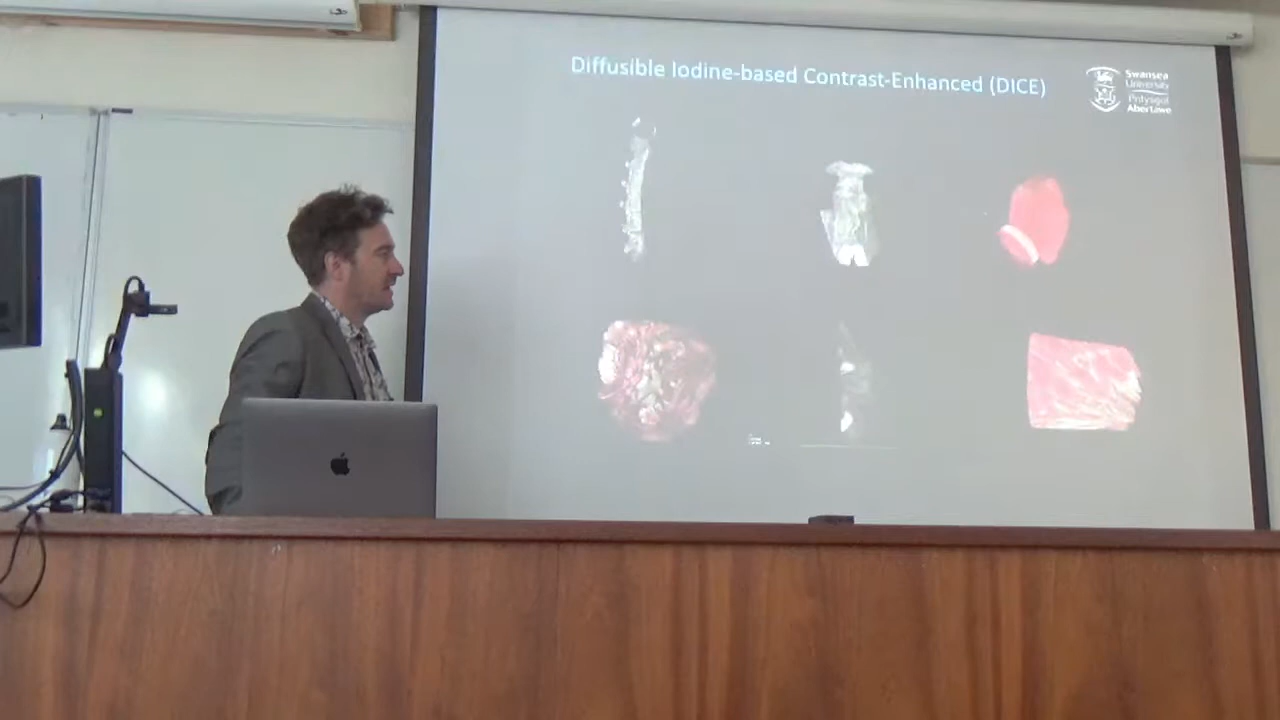 Diffusible Iodine-based Contrast-Enhanced (DICE)
Swansea
University
Prifysgol
Abertawe